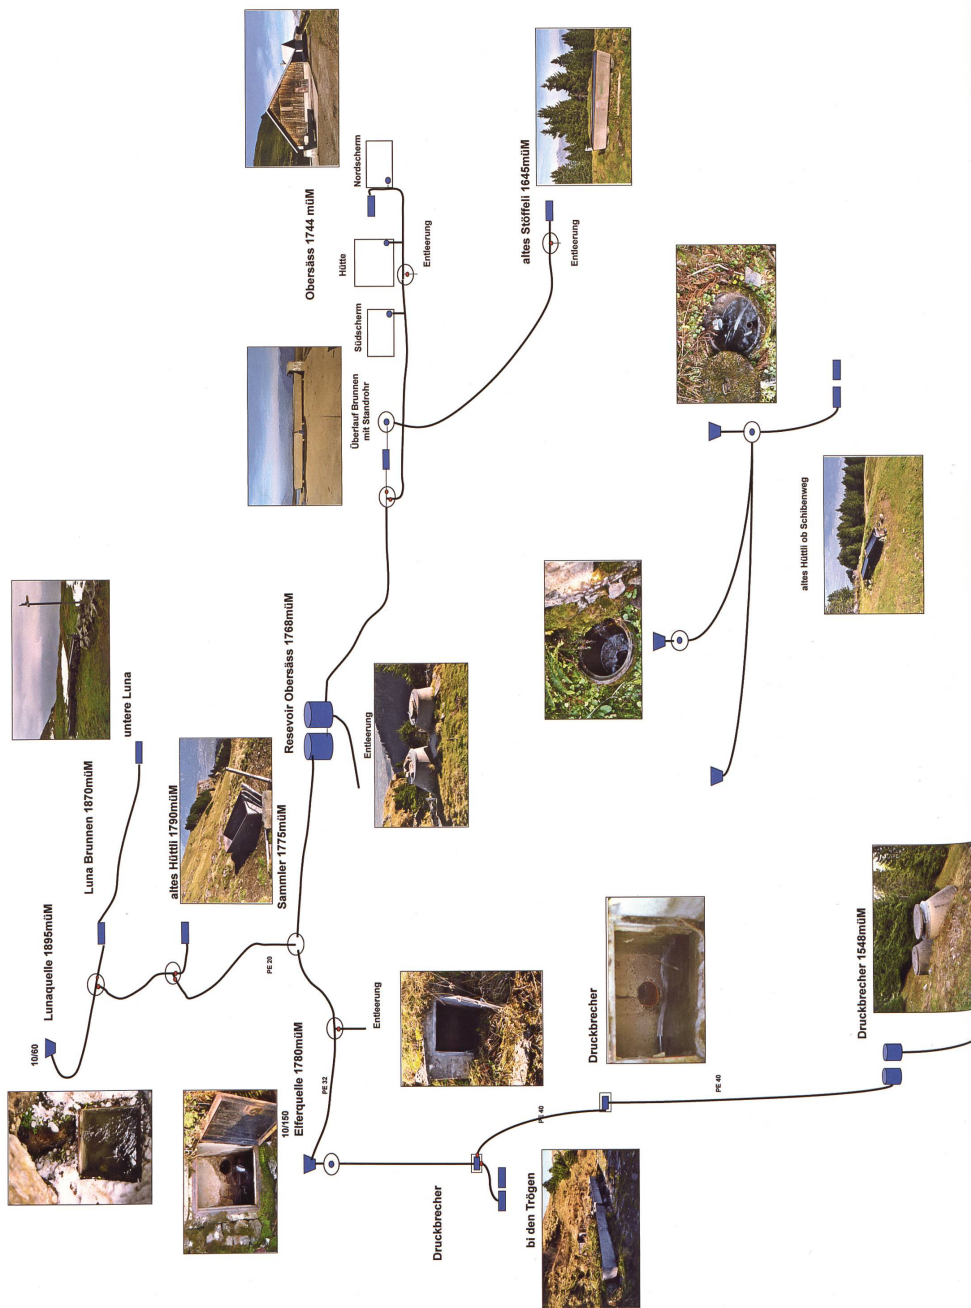 10/60
Lunaquelle 1895müM
Luna Brunnen 1870müM
untere Luna
altes Hüttli 1790müM
PE 20
Sammler 1775müM
10/150
Elferquelle 1780müM
Resevoir Obersäss 1768müM
Obersäss 1744 müM
PE 32
Hütte
Überlauf Brunnen
mit Standrohr
Südscherm
Nordscherm
Entleerung
Entleerung
Entleerung
Druckbrecher
altes Stöffeli 1645müM
bi den Trögen
PE 40
Entleerung
Druckbrecher
PE 40
altes Hüttli ob Schibenweg
Druckbrecher 1548müM